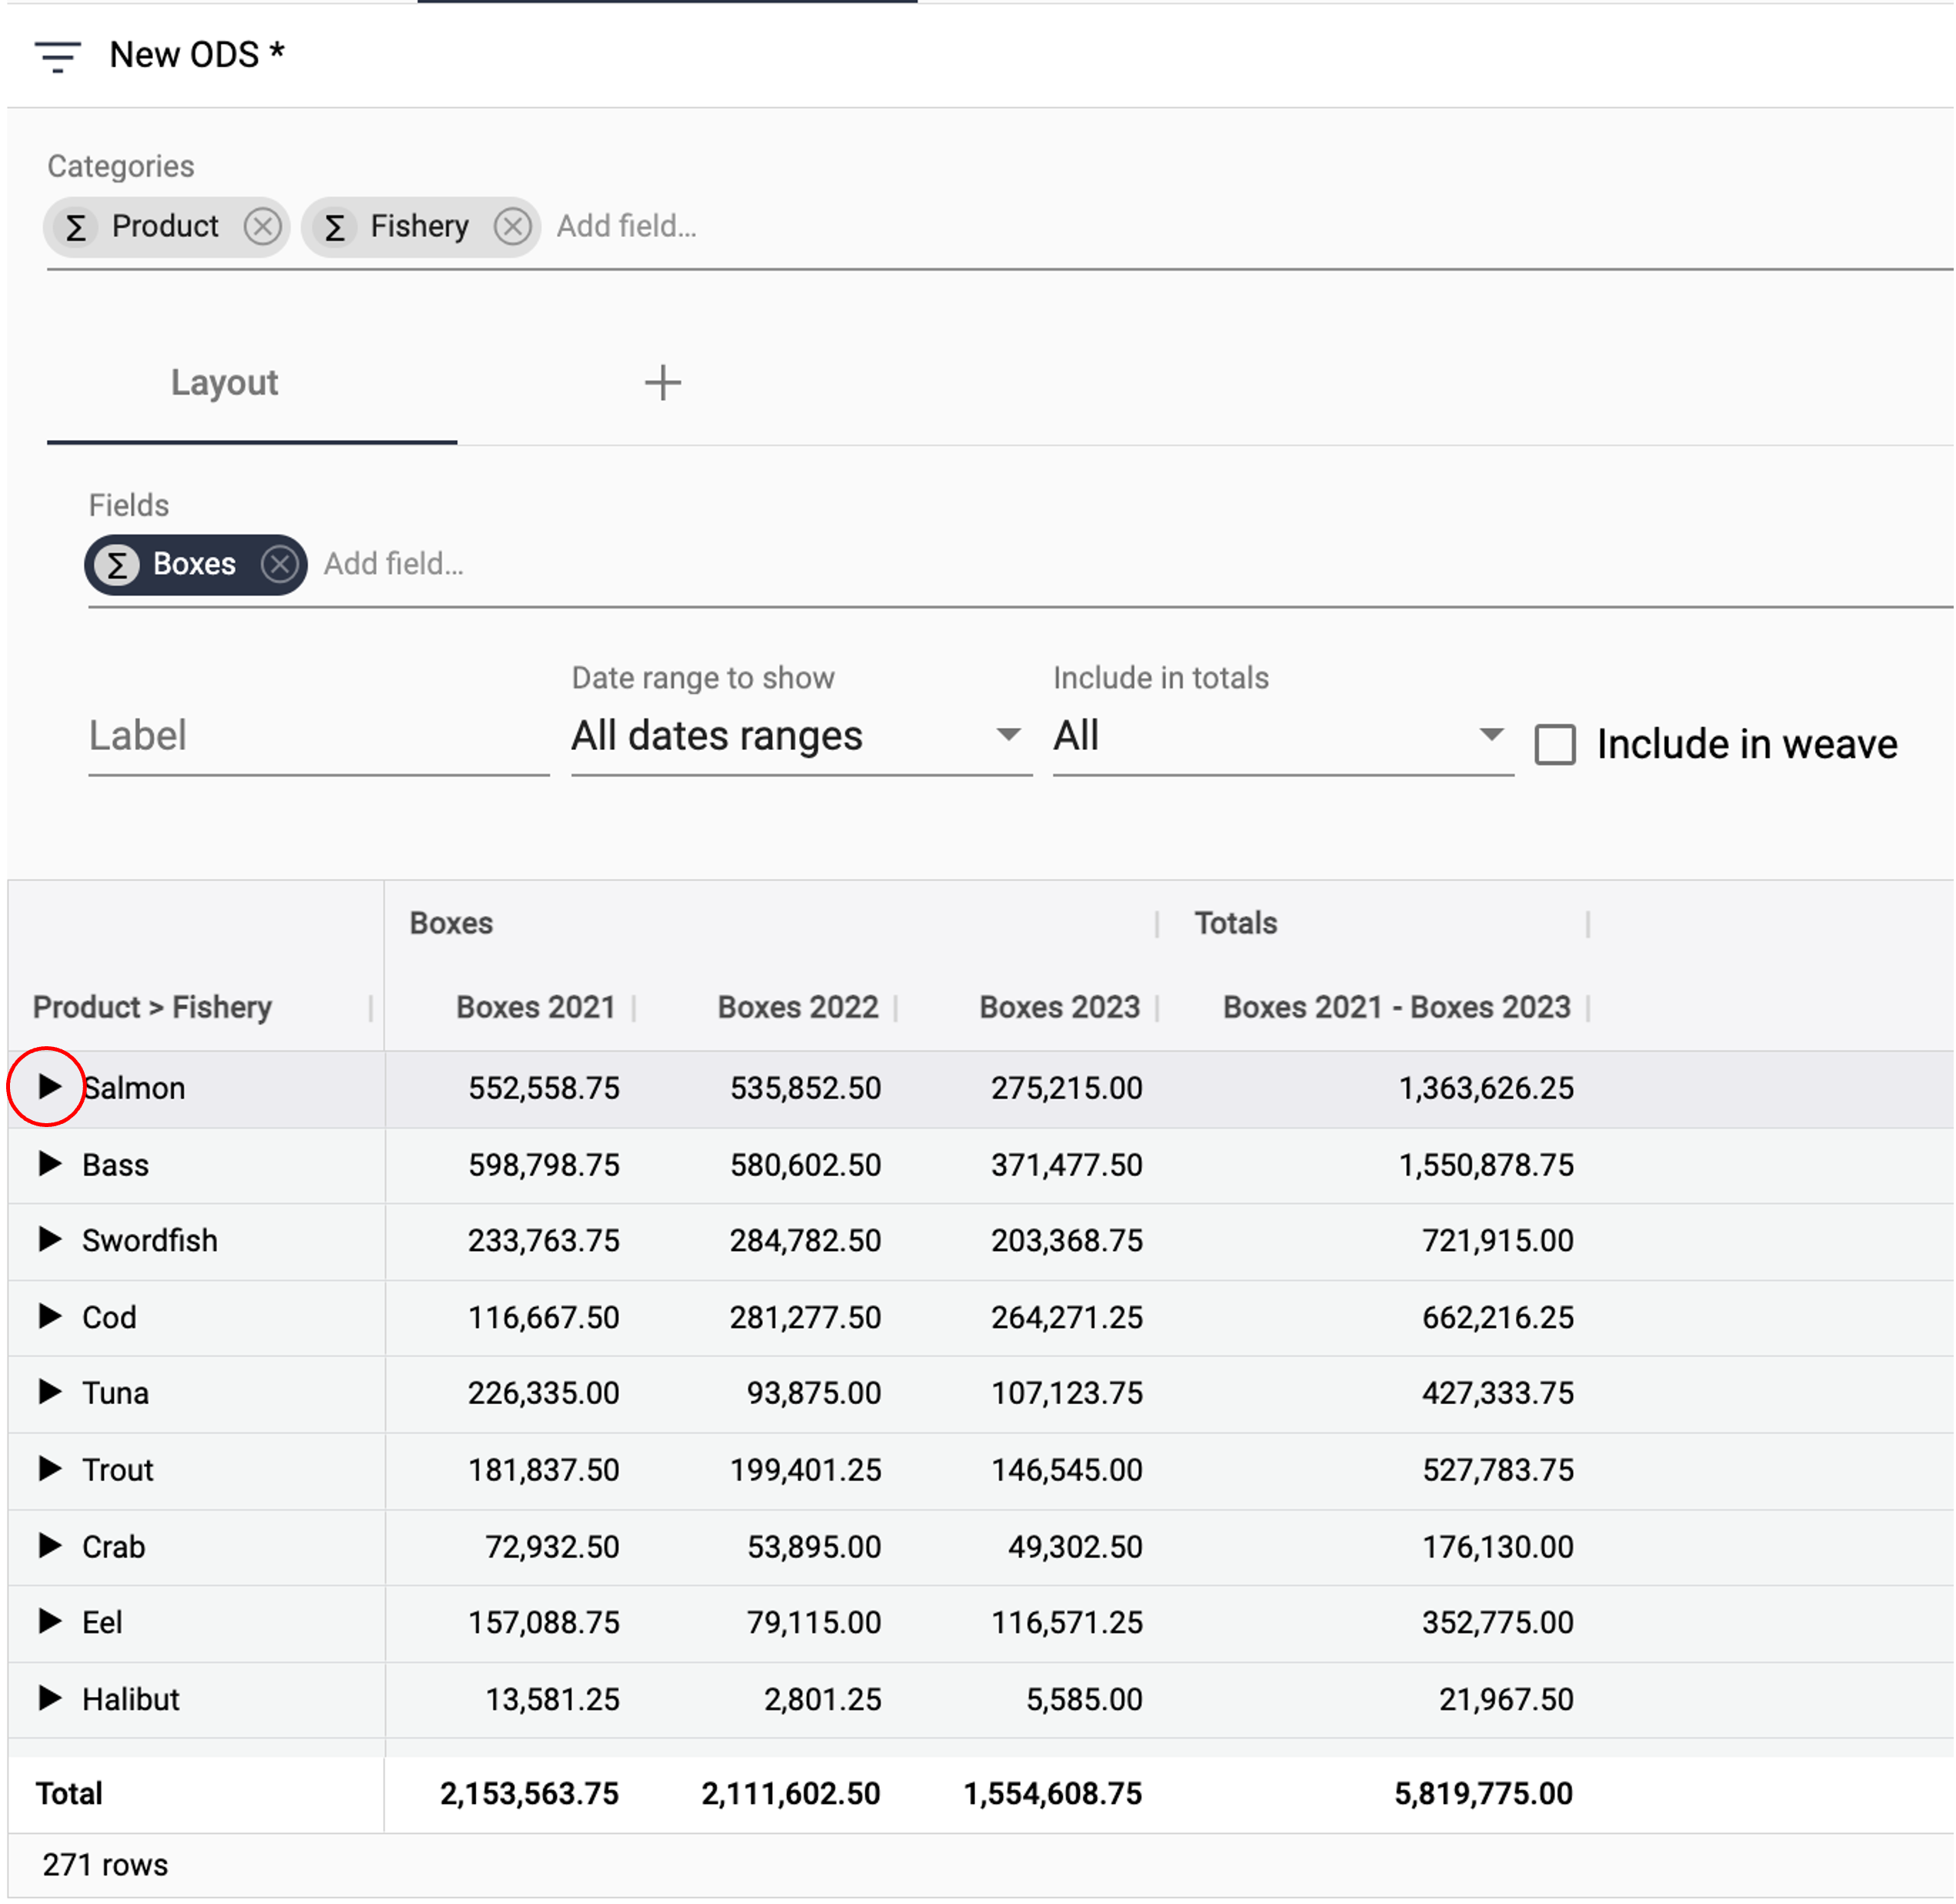 New ODS *
Categories
Σ Product Σ Fishery Add field...
Layout +
Fields
Σ Boxes Add field...
Date range to show Include in totals
Label All dates ranges All Include in weave
Boxes Totals
Product > Fishery Boxes 2021 Boxes 2022 Boxes 2023 Boxes 2021 - Boxes 2023
Salmon 552,558.75 535,852.50 275,215.00 1,363,626.25
Bass 598,798.75 580,602.50 371,477.50 1,550,878.75
Swordfish 233,763.75 284,782.50 203,368.75 721,915.00
Cod 116,667.50 281,277.50 264,271.25 662,216.25
Tuna 226,335.00 93,875.00 107,123.75 427,333.75
Trout 181,837.50 199,401.25 146,545.00 527,783.75
Crab 72,932.50 53,895.00 49,302.50 176,130.00
Eel 157,088.75 79,115.00 116,571.25 352,775.00
Halibut 13,581.25 2,801.25 5,585.00 21,967.50
Total 2,153,563.75 2,111,602.50 1,554,608.75 5,819,775.00
271 rows